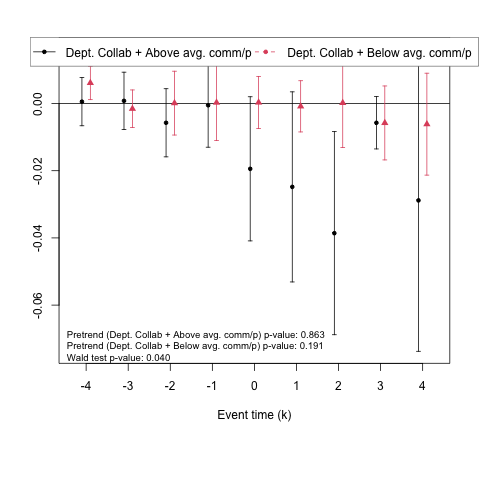 Dept. Collab + Above avg. comm/p Dept. Collab + Below avg. comm/p
0.00
-0.02
-0.04
-0.06
Pretrend (Dept. Collab + Above avg. comm/p) p-value: 0.863
Pretrend (Dept. Collab + Below avg. comm/p) p-value: 0.191
Wald test p-value: 0.040
-4 -3 -2 -1 0 1 2 3 4
Event time (k)